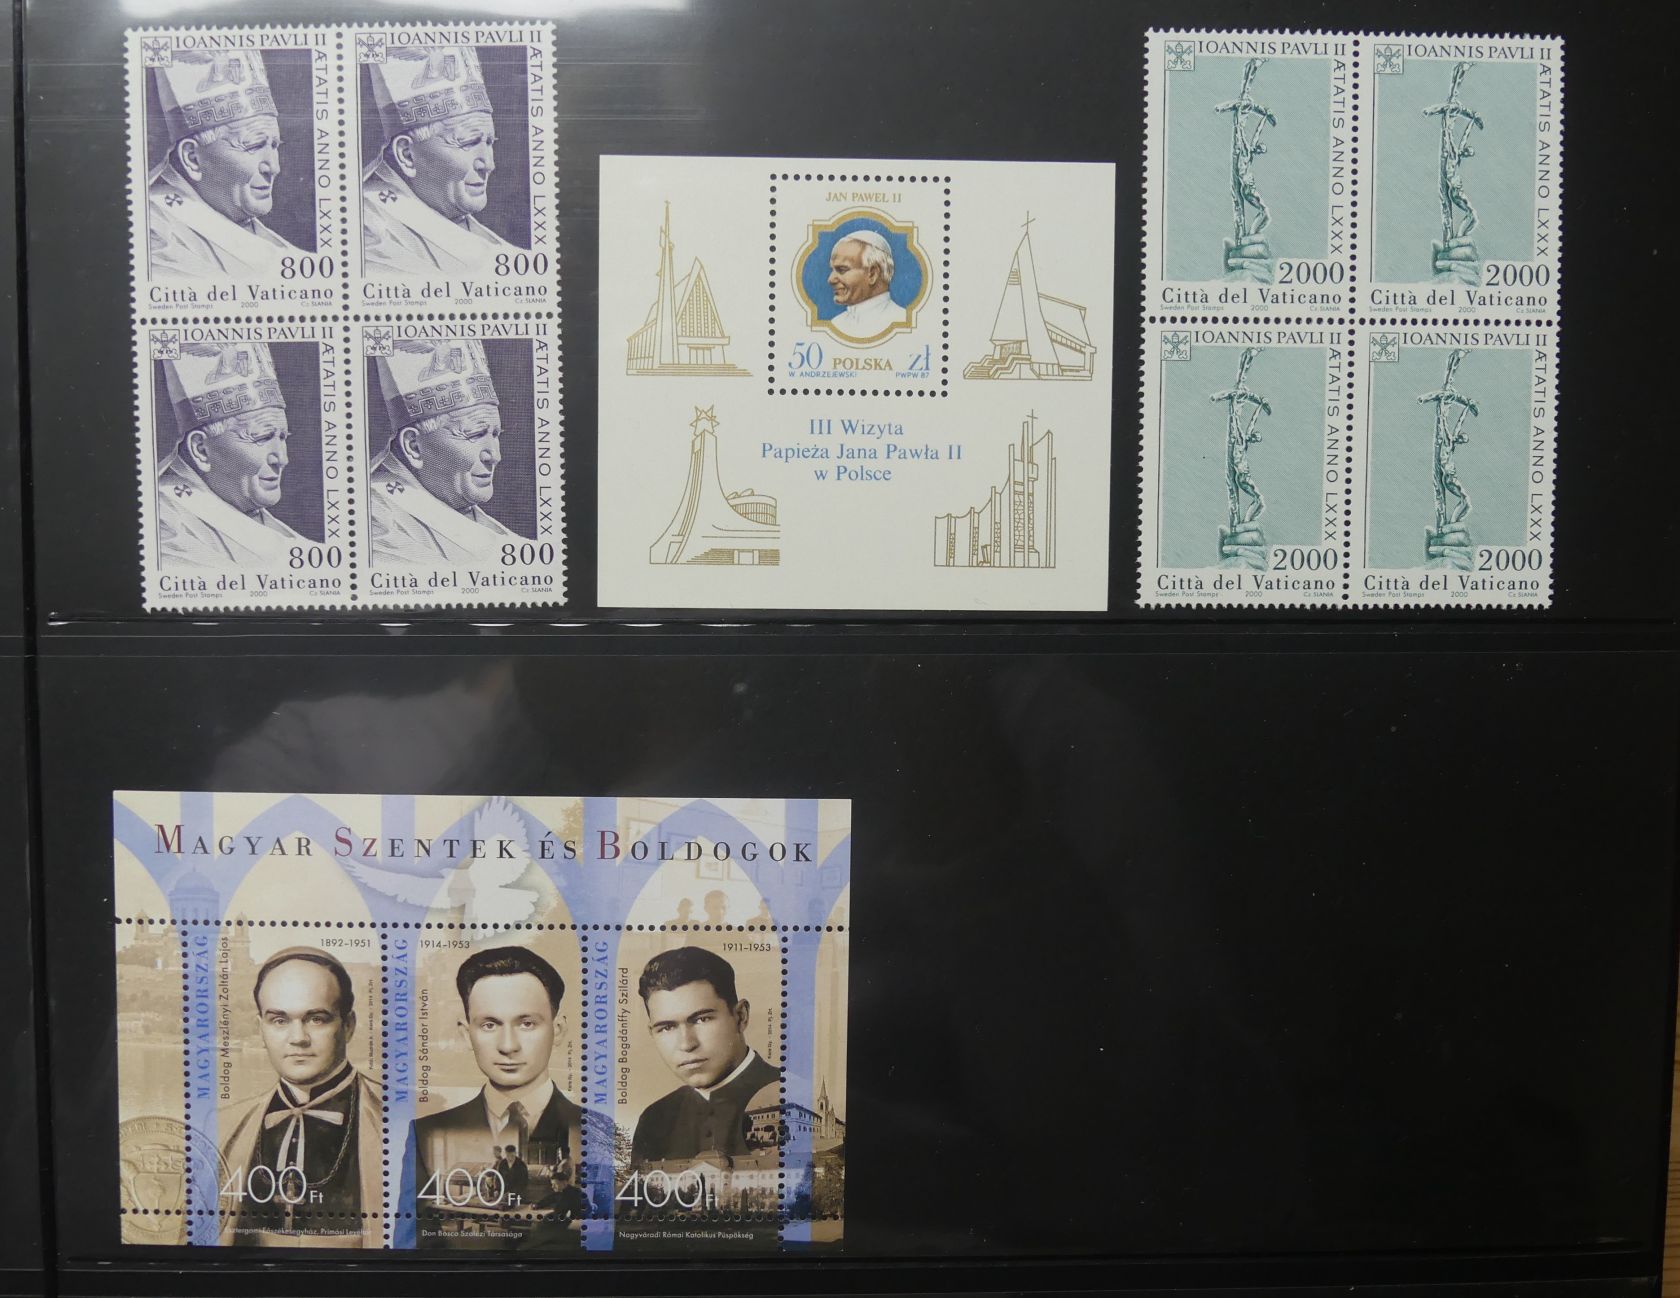 IOANNIS PAVLI II
ÆTATIS ANNO LXXX
800
Città del Vaticano
Sweden Post Stamps 2000 Cz SLANIA
IOANNIS PAVLI II
ÆTATIS ANNO LXXX
800
Città del Vaticano
Sweden Post Stamps 2000 Cz SLANIA
IOANNIS PAVLI II
ÆTATIS ANNO LXXX
800
Città del Vaticano
Sweden Post Stamps 2000 Cz SLANIA
IOANNIS PAVLI II
ÆTATIS ANNO LXXX
800
Città del Vaticano
Sweden Post Stamps 2000 Cz SLANIA
JAN PAWEŁ II
50 POLSKA zł
W. ANDRZEJEWSKI PWPW 87
III Wizyta
Papieża Jana Pawła II
w Polsce
IOANNIS PAVLI II
ÆTATIS ANNO LXXX
2000
Città del Vaticano
Sweden Post Stamps 2000 Cz SLANIA
IOANNIS PAVLI II
ÆTATIS ANNO LXXX
2000
Città del Vaticano
Sweden Post Stamps 2000 Cz SLANIA
IOANNIS PAVLI II
ÆTATIS ANNO LXXX
2000
Città del Vaticano
Sweden Post Stamps 2000 Cz SLANIA
IOANNIS PAVLI II
ÆTATIS ANNO LXXX
2000
Città del Vaticano
Sweden Post Stamps 2000 Cz SLANIA
MAGYAR SZENTEK ÉS BOLDOGOK
MAGYARORSZÁG
Boldog Meszlényi Zoltán Lajos
1892–1951
400 Ft
Esztergomi Főszékesegyház, Prímási Levéltár
MAGYARORSZÁG
1914–1953
Boldog Sándor István
400 Ft
Don Bosco Szalézi Társasága
MAGYARORSZÁG
Boldog Bogdánffy Szilárd
1911–1953
400 Ft
Nagyváradi Római Katolikus Püspökség